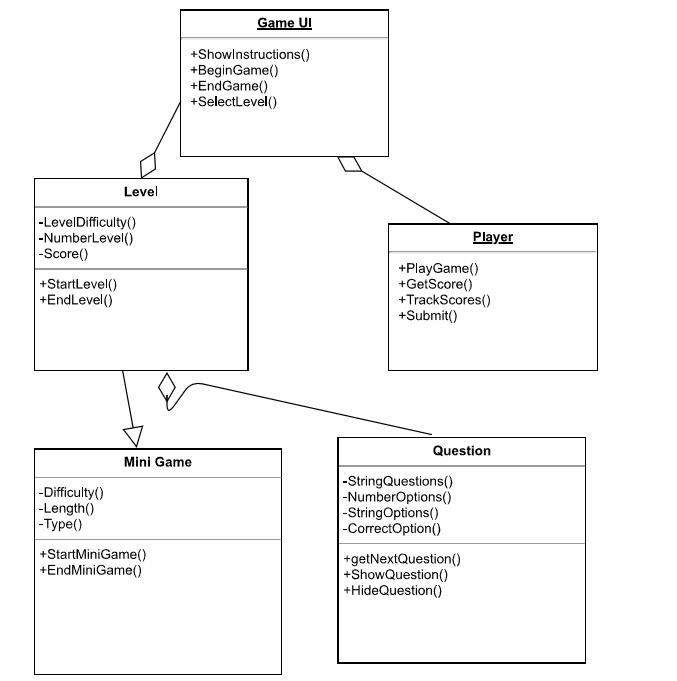 Game UI
+ShowInstructions()
+BeginGame()
+EndGame()
+SelectLevel()
Level
-LevelDifficulty()
-NumberLevel()
-Score()
+StartLevel()
+EndLevel()
Player
+PlayGame()
+GetScore()
+TrackScores()
+Submit()
Mini Game
-Difficulty()
-Length()
-Type()
+StartMiniGame()
+EndMiniGame()
Question
-StringQuestions()
-NumberOptions()
-StringOptions()
-CorrectOption()
+getNextQuestion()
+ShowQuestion()
+HideQuestion()